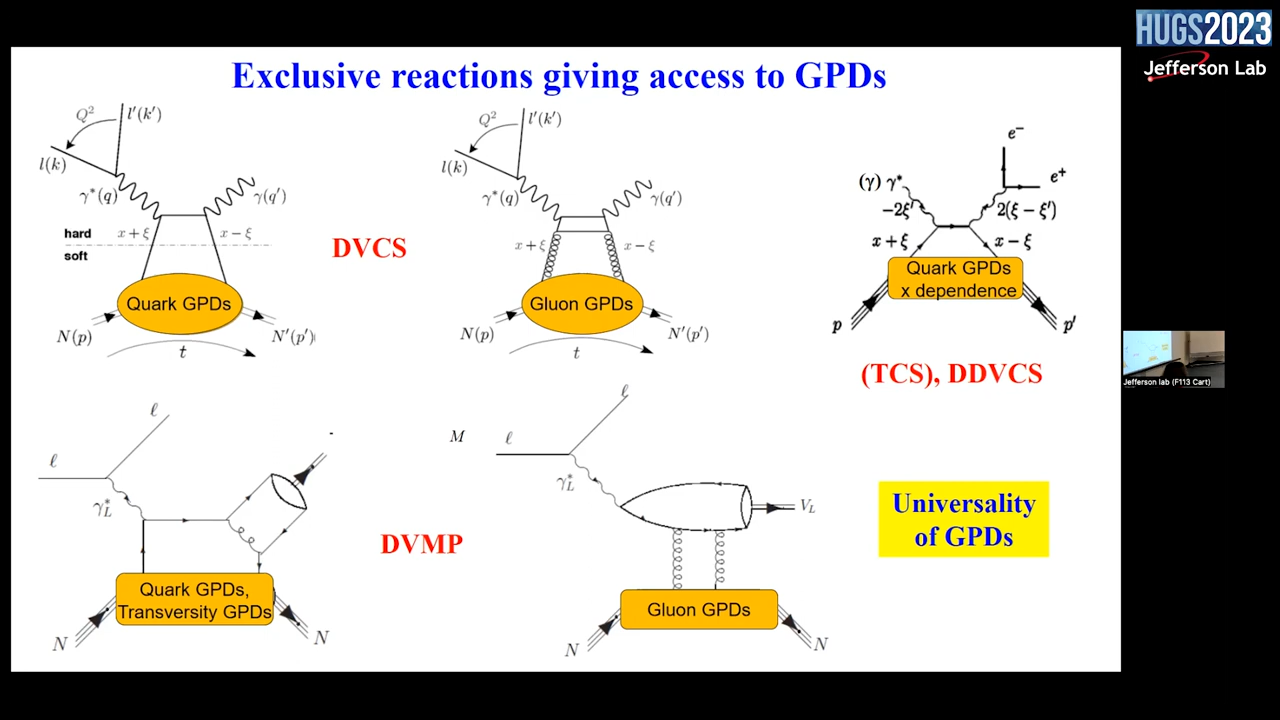 HUGS2023
Jefferson Lab
Exclusive reactions giving access to GPDs
Q² l'(k')
l(k)
γ*(q) γ(q')
hard
soft
x+ξ x−ξ
Quark GPDs
N(p) N'(p')
t
DVCS
Q² l'(k')
l(k)
γ*(q) γ(q')
x+ξ x−ξ
Gluon GPDs
N(p) N'(p')
t
e⁻
e⁺
(γ) γ*
-2ξ' 2(ξ−ξ')
x+ξ x−ξ
Quark GPDs
x dependence
p p'
(TCS), DDVCS
Jefferson lab (F113 Cart)
ℓ
ℓ
γ*L
Quark GPDs,
Transversity GPDs
N N
DVMP
M
ℓ
ℓ
γ*L
VL
Gluon GPDs
N N
Universality
of GPDs